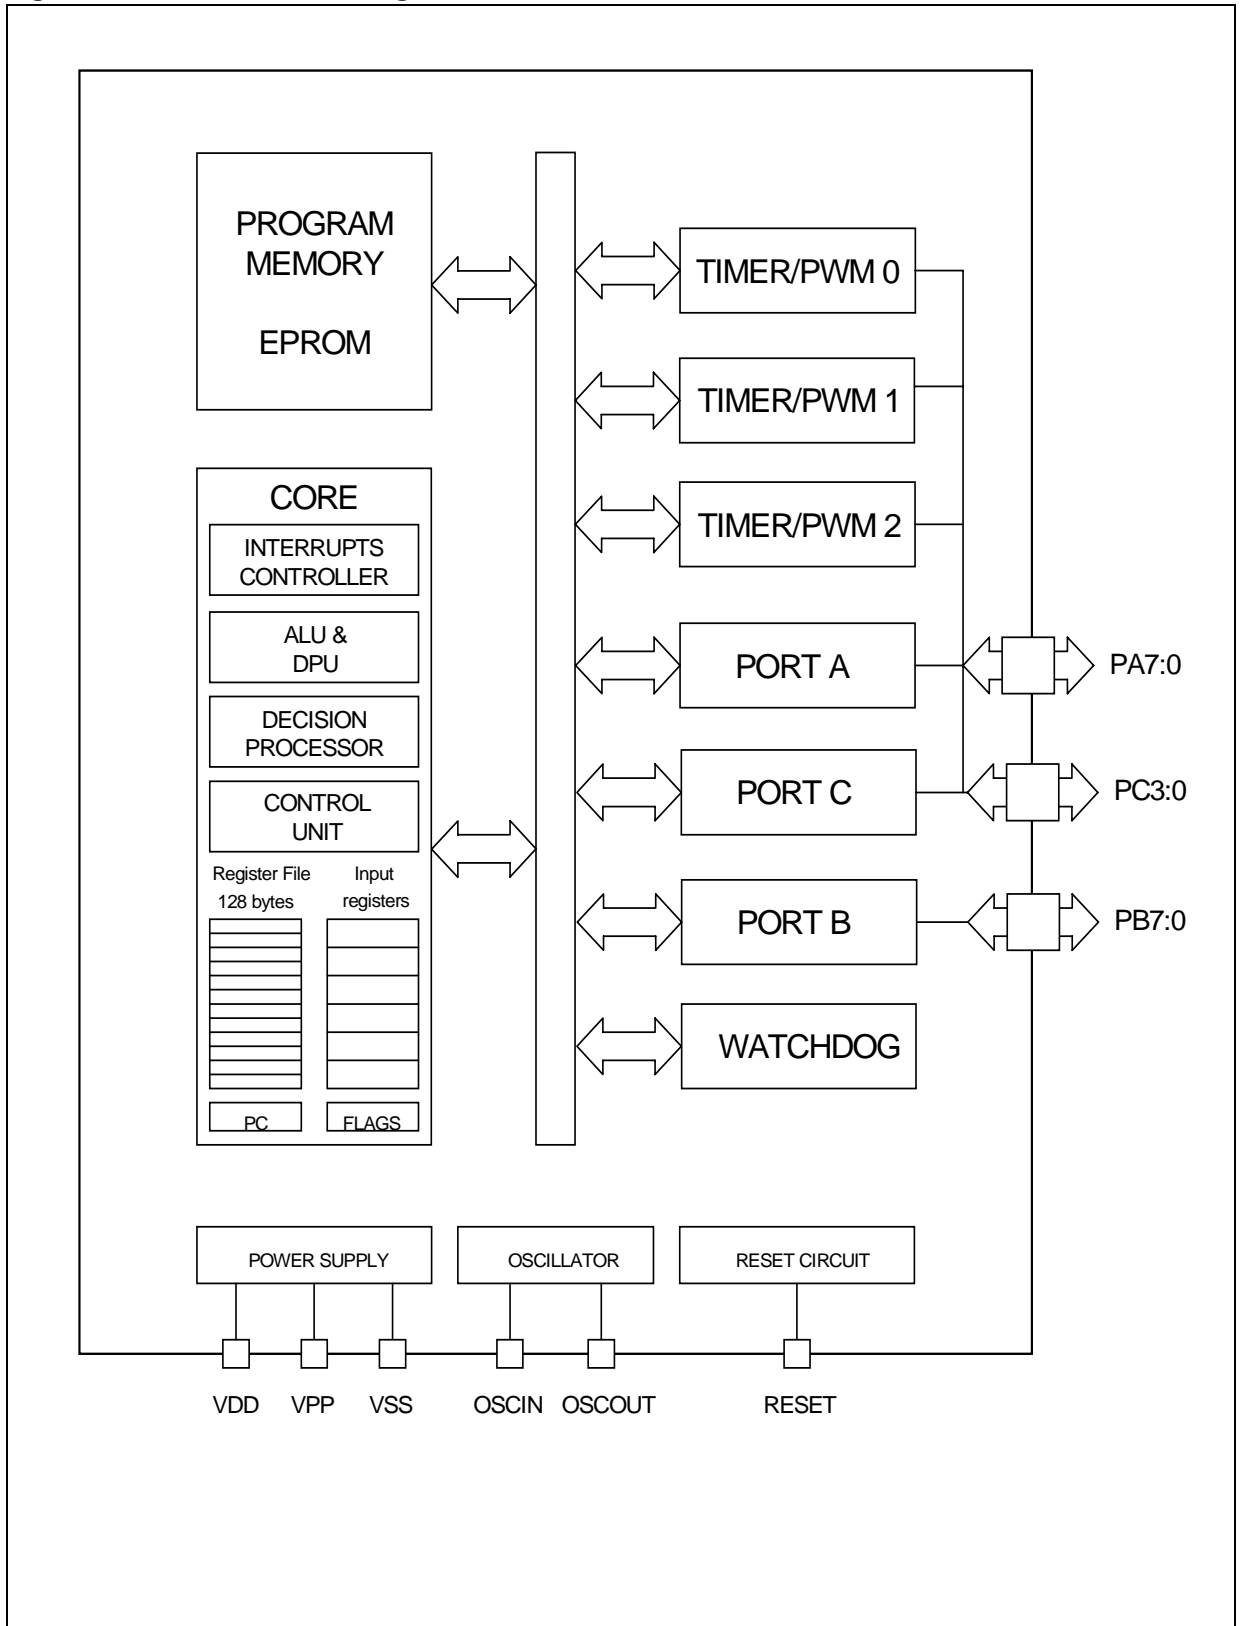 PROGRAM
MEMORY
EPROM
CORE
INTERRUPTS
CONTROLLER
ALU &
DPU
DECISION
PROCESSOR
CONTROL
UNIT
Register File
128 bytes
Input
registers
PC
FLAGS
TIMER/PWM 0
TIMER/PWM 1
TIMER/PWM 2
PORT A
PA7:0
PORT C
PC3:0
PORT B
PB7:0
WATCHDOG
POWER SUPPLY
OSCILLATOR
RESET CIRCUIT
VDD
VPP
VSS
OSCIN
OSCOUT
RESET